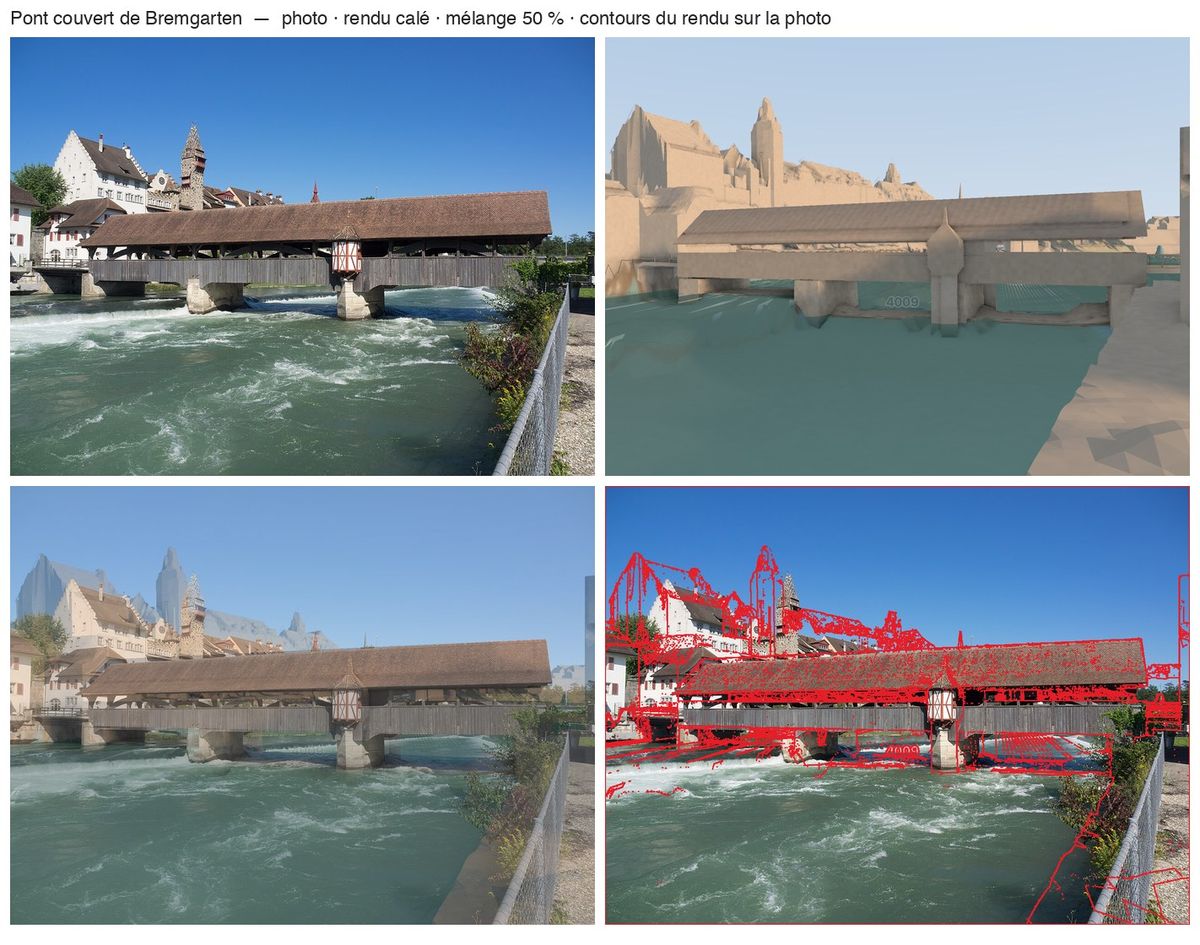 Pont couvert de Bremgarten — photo · rendu calé · mélange 50 % · contours du rendu sur la photo
4009
4009